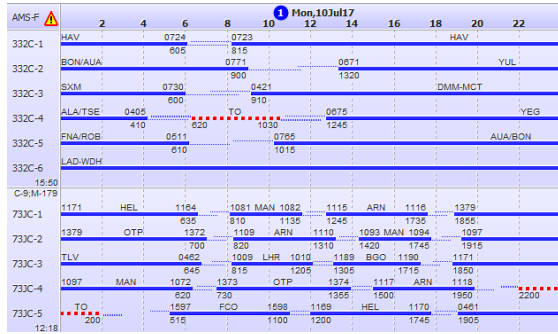 AMS-F 1 Mon,10Jul17
2 4 6 8 10 12 14 16 18 20 22
332C-1 HAV 0724 0723 HAV
605 815
332C-2 BON/AUA 0771 0671 YUL
900 1320
332C-3 SXM 0730 0421 DMM-MCT
600 910
332C-4 ALA/TSE 0405 TO 0675 YEG
410 620 1030 1245
332C-5 FNA/ROB 0511 0765 AUA/BON
610 1015
332C-6 LAD-WDH
15:50
C-9;M-179
73JC-1 1171 HEL 1164 1081 MAN 1082 1115 ARN 1116 1379
635 810 1135 1245 1735 1855
73JC-2 1379 OTP 1372 1109 ARN 1110 1093 MAN 1094 1097
700 820 1310 1420 1745 1915
73JC-3 TLV 0462 1009 LHR 1010 1189 BGO 1190 1171
645 815 1205 1305 1715 1850
73JC-4 1097 MAN 1072 1373 OTP 1374 1117 ARN 1118
620 730 1355 1500 1950 2200
73JC-5 TO 1597 FCO 1598 1169 HEL 1170 0461
200 515 1100 1200 1745 1905
12:18